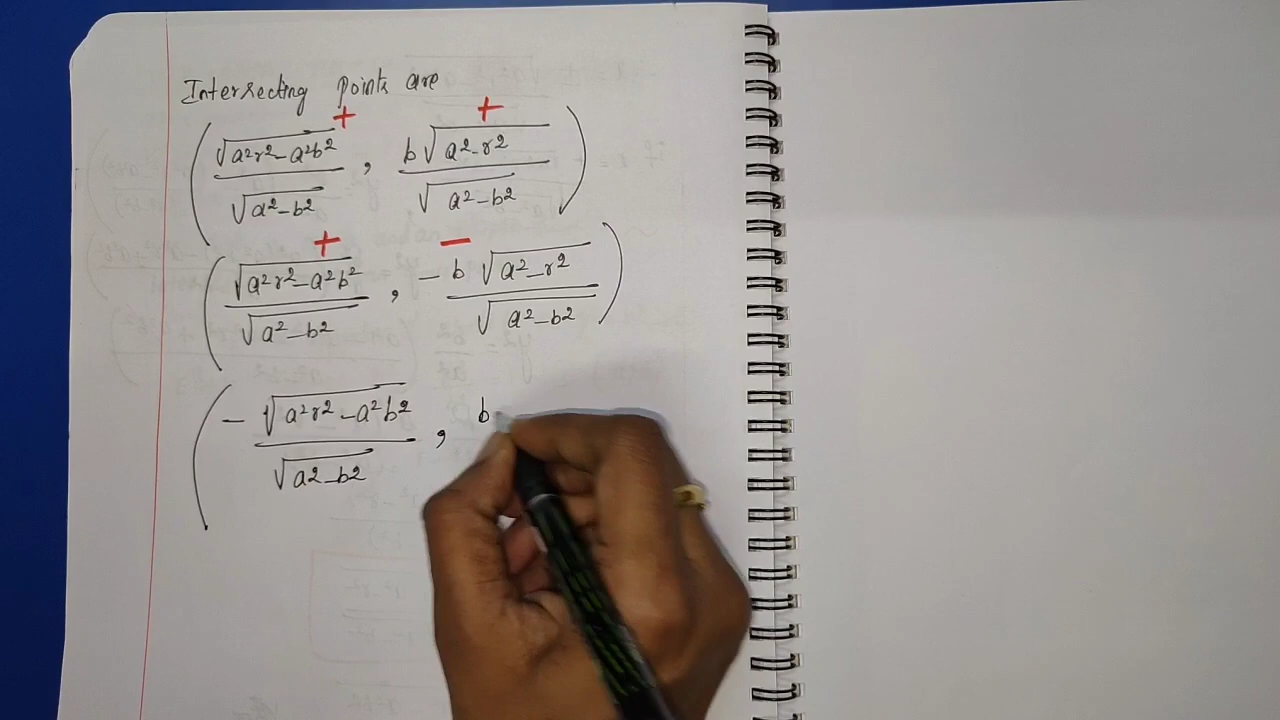 Intersecting points are
(√(a²r²-a²b²)/√(a²-b²), b√(a²-r²)/√(a²-b²))
+ +
(√(a²r²-a²b²)/√(a²-b²), -b√(a²-r²)/√(a²-b²))
+ -
(-√(a²r²-a²b²)/√(a²-b²), b